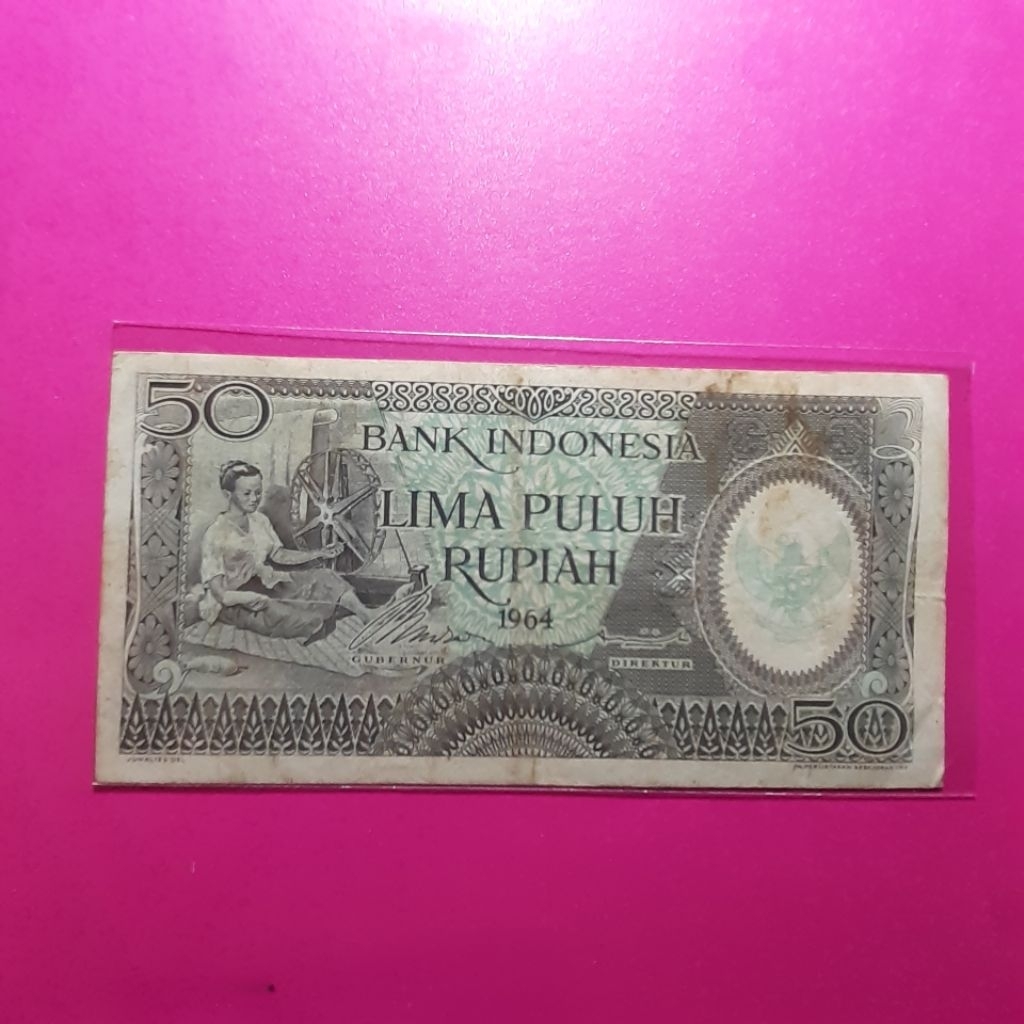 50
BANK INDONESIA
LIMA PULUH
RUPIAH
1964
GUBERNUR
DIREKTUR
50